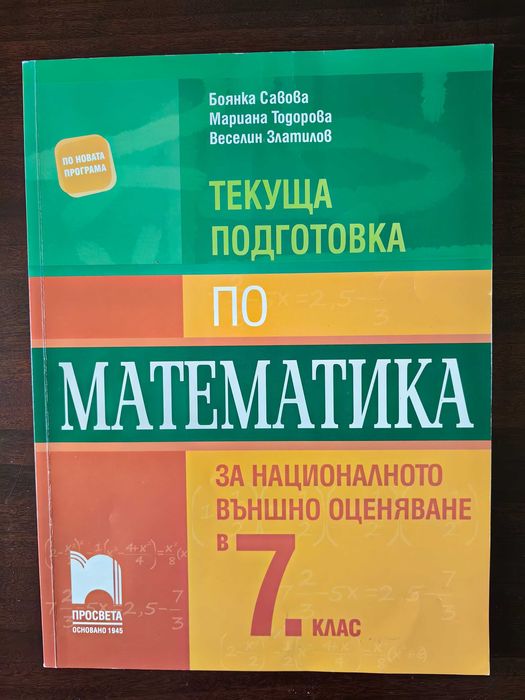 Боянка Савова
Мариана Тодорова
Веселин Златилов
ПО НОВАТА
ПРОГРАМА
ТЕКУЩА
ПОДГОТОВКА
ПО
МАТЕМАТИКА
ЗА НАЦИОНАЛНОТО
ВЪНШНО ОЦЕНЯВАНЕ
В 7. КЛАС
ПРОСВЕТА
ОСНОВАНО 1945